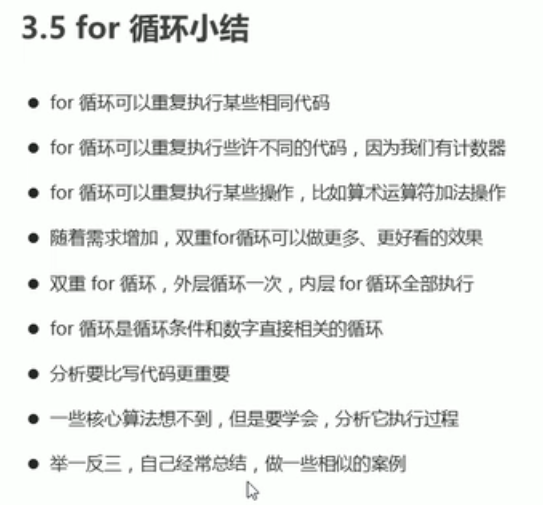 3.5 for 循环小结
● for 循环可以重复执行某些相同代码
● for 循环可以重复执行些许不同的代码，因为我们有计数器
● for 循环可以重复执行某些操作，比如算术运算符加法操作
● 随着需求增加，双重for循环可以做更多、更好看的效果
● 双重 for 循环，外层循环一次，内层 for 循环全部执行
● for 循环是循环条件和数字直接相关的循环
● 分析要比写代码更重要
● 一些核心算法想不到，但是要学会，分析它执行过程
● 举一反三，自己经常总结，做一些相似的案例